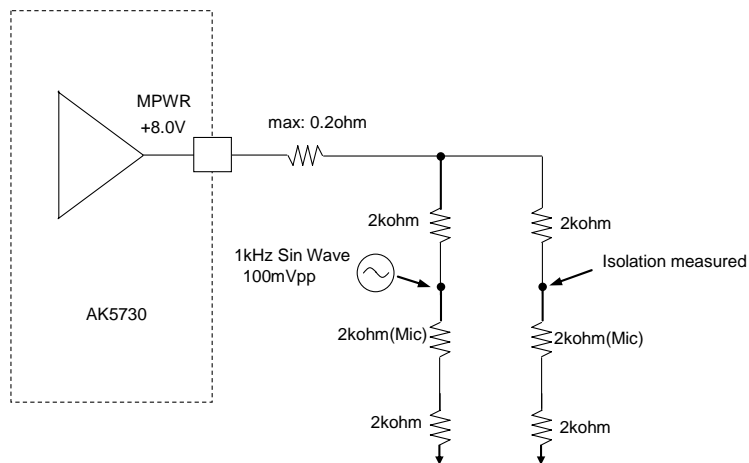 MPWR
+8.0V
max: 0.2ohm
2kohm
2kohm
1kHz Sin Wave
100mVpp
Isolation measured
AK5730
2kohm(Mic)
2kohm(Mic)
2kohm
2kohm